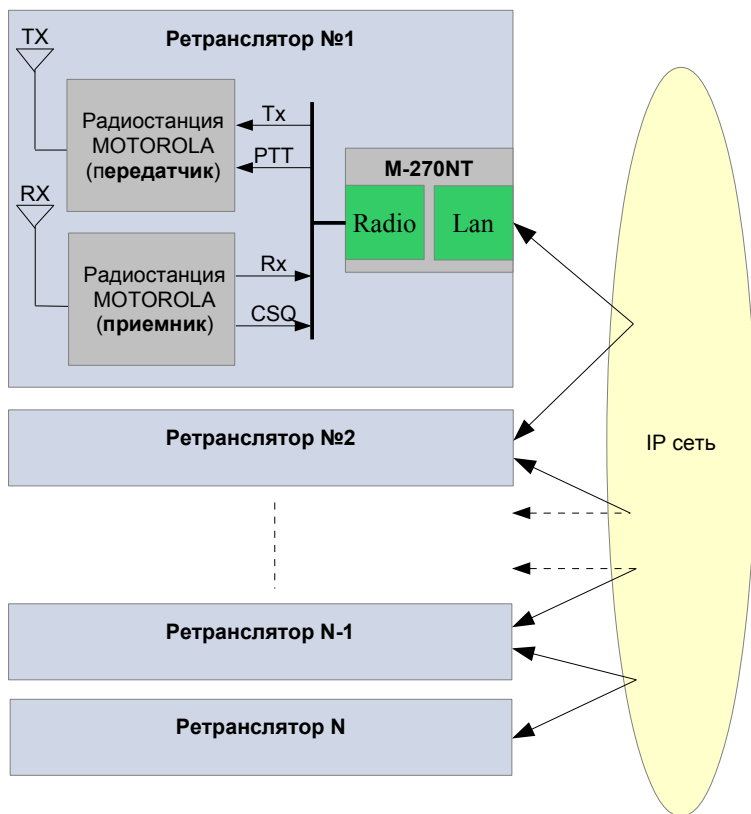 Ретранслятор №1
TX
Радиостанция
MOTOROLA
(передатчик)
Tx
PTT
M-270NT
Radio
Lan
RX
Радиостанция
MOTOROLA
(приемник)
Rx
CSQ
Ретранслятор №2
IP сеть
Ретранслятор N-1
Ретранслятор N